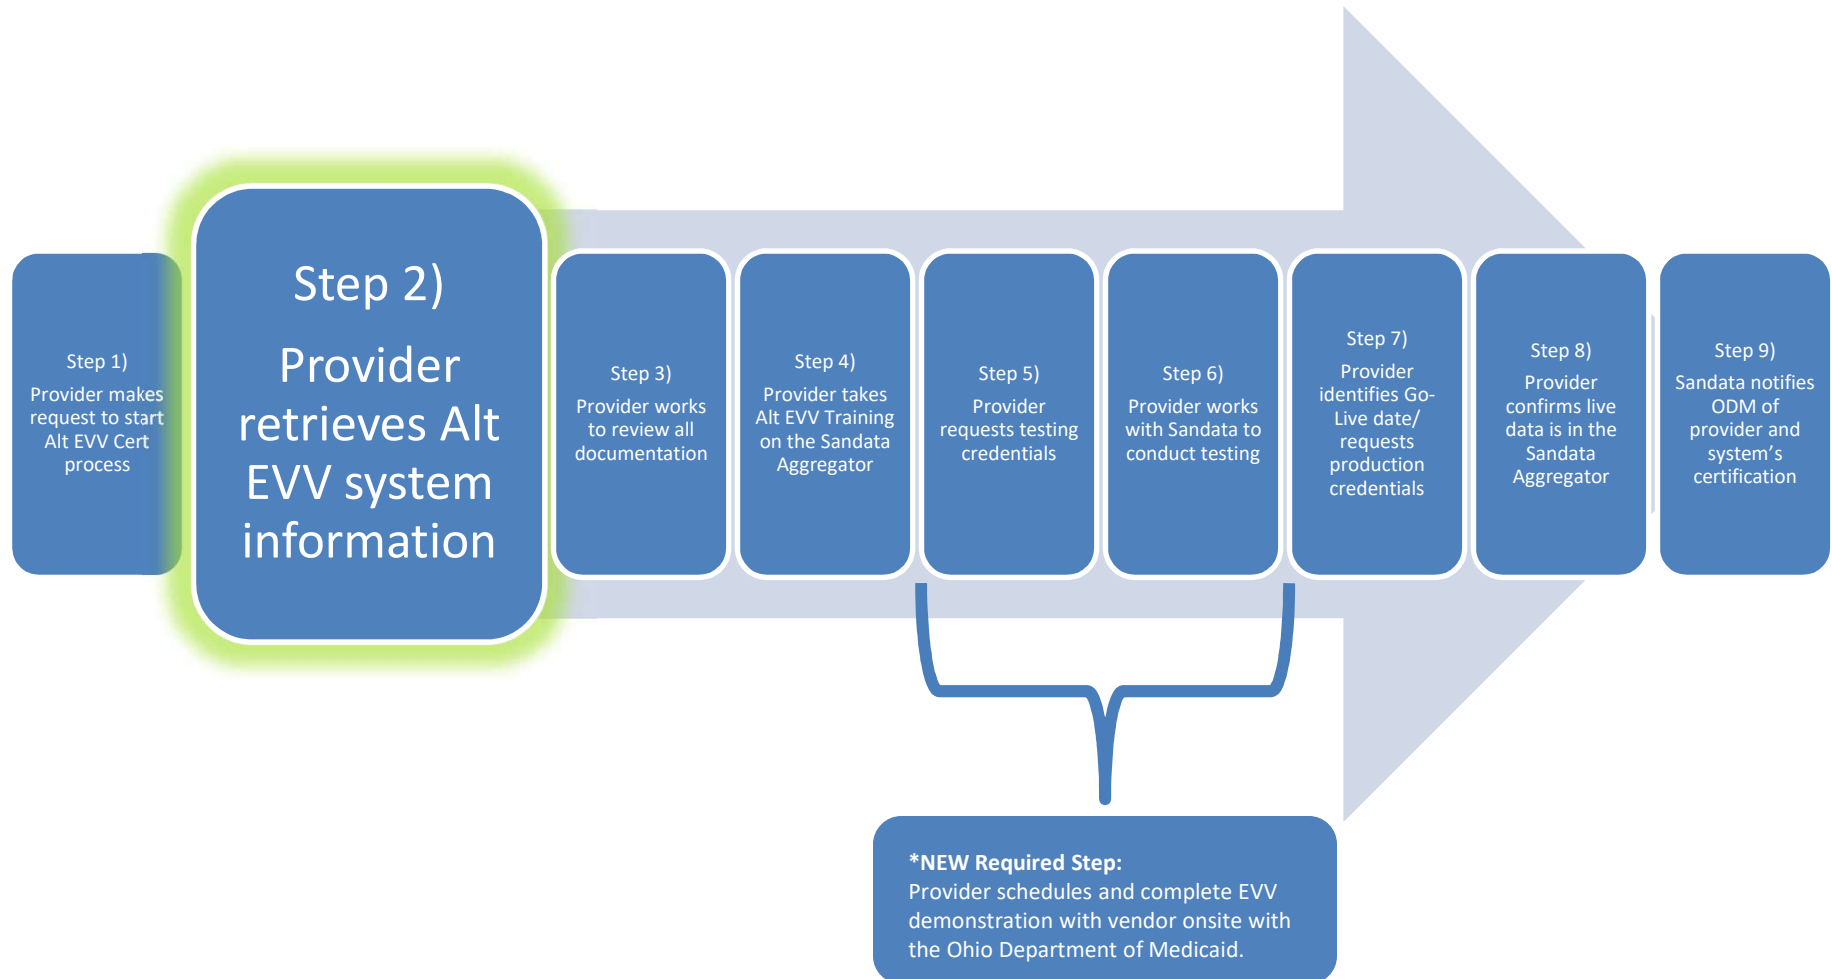 Step 1)
Provider makes
request to start
Alt EVV Cert
process
Step 2)
Provider
retrieves Alt
EVV system
information
Step 3)
Provider works
to review all
documentation
Step 4)
Provider takes
Alt EVV Training
on the Sandata
Aggregator
Step 5)
Provider
requests testing
credentials
Step 6)
Provider works
with Sandata to
conduct testing
Step 7)
Provider
identifies Go-
Live date/
requests
production
credentials
Step 8)
Provider
confirms live
data is in the
Sandata
Aggregator
Step 9)
Sandata notifies
ODM of
provider and
system’s
certification
*NEW Required Step:
Provider schedules and complete EVV
demonstration with vendor onsite with
the Ohio Department of Medicaid.